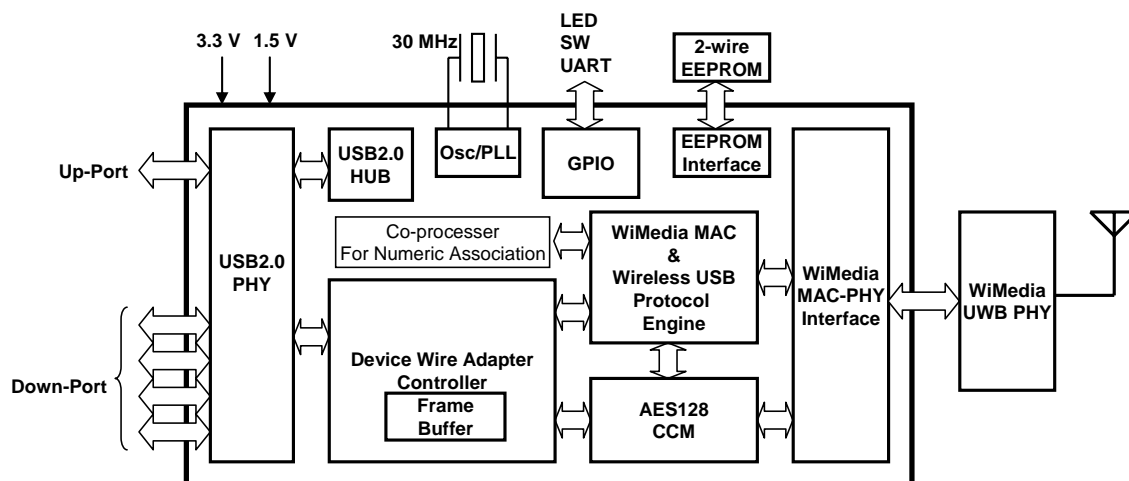 3.3 V
1.5 V
30 MHz
LED
SW
UART
2-wire
EEPROM
Up-Port
Down-Port
USB2.0
PHY
USB2.0
HUB
Osc/PLL
GPIO
EEPROM
Interface
Co-processer
For Numeric Association
WiMedia MAC
&
Wireless USB
Protocol
Engine
Device Wire Adapter
Controller
Frame
Buffer
AES128
CCM
WiMedia
MAC-PHY
Interface
WiMedia
UWB PHY